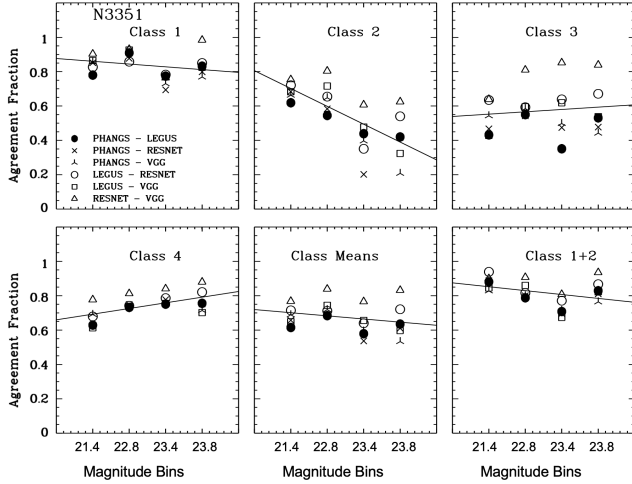 N3351
Class 1
Class 2
Class 3
Agreement Fraction
1
0.8
0.6
0.4
0.2
0
PHANGS – LEGUS
PHANGS – RESNET
PHANGS – VGG
LEGUS – RESNET
LEGUS – VGG
RESNET – VGG
Class 4
Class Means
Class 1+2
Agreement Fraction
1
0.8
0.6
0.4
0.2
0
21.4 22.8 23.4 23.8
21.4 22.8 23.4 23.8
21.4 22.8 23.4 23.8
Magnitude Bins
Magnitude Bins
Magnitude Bins